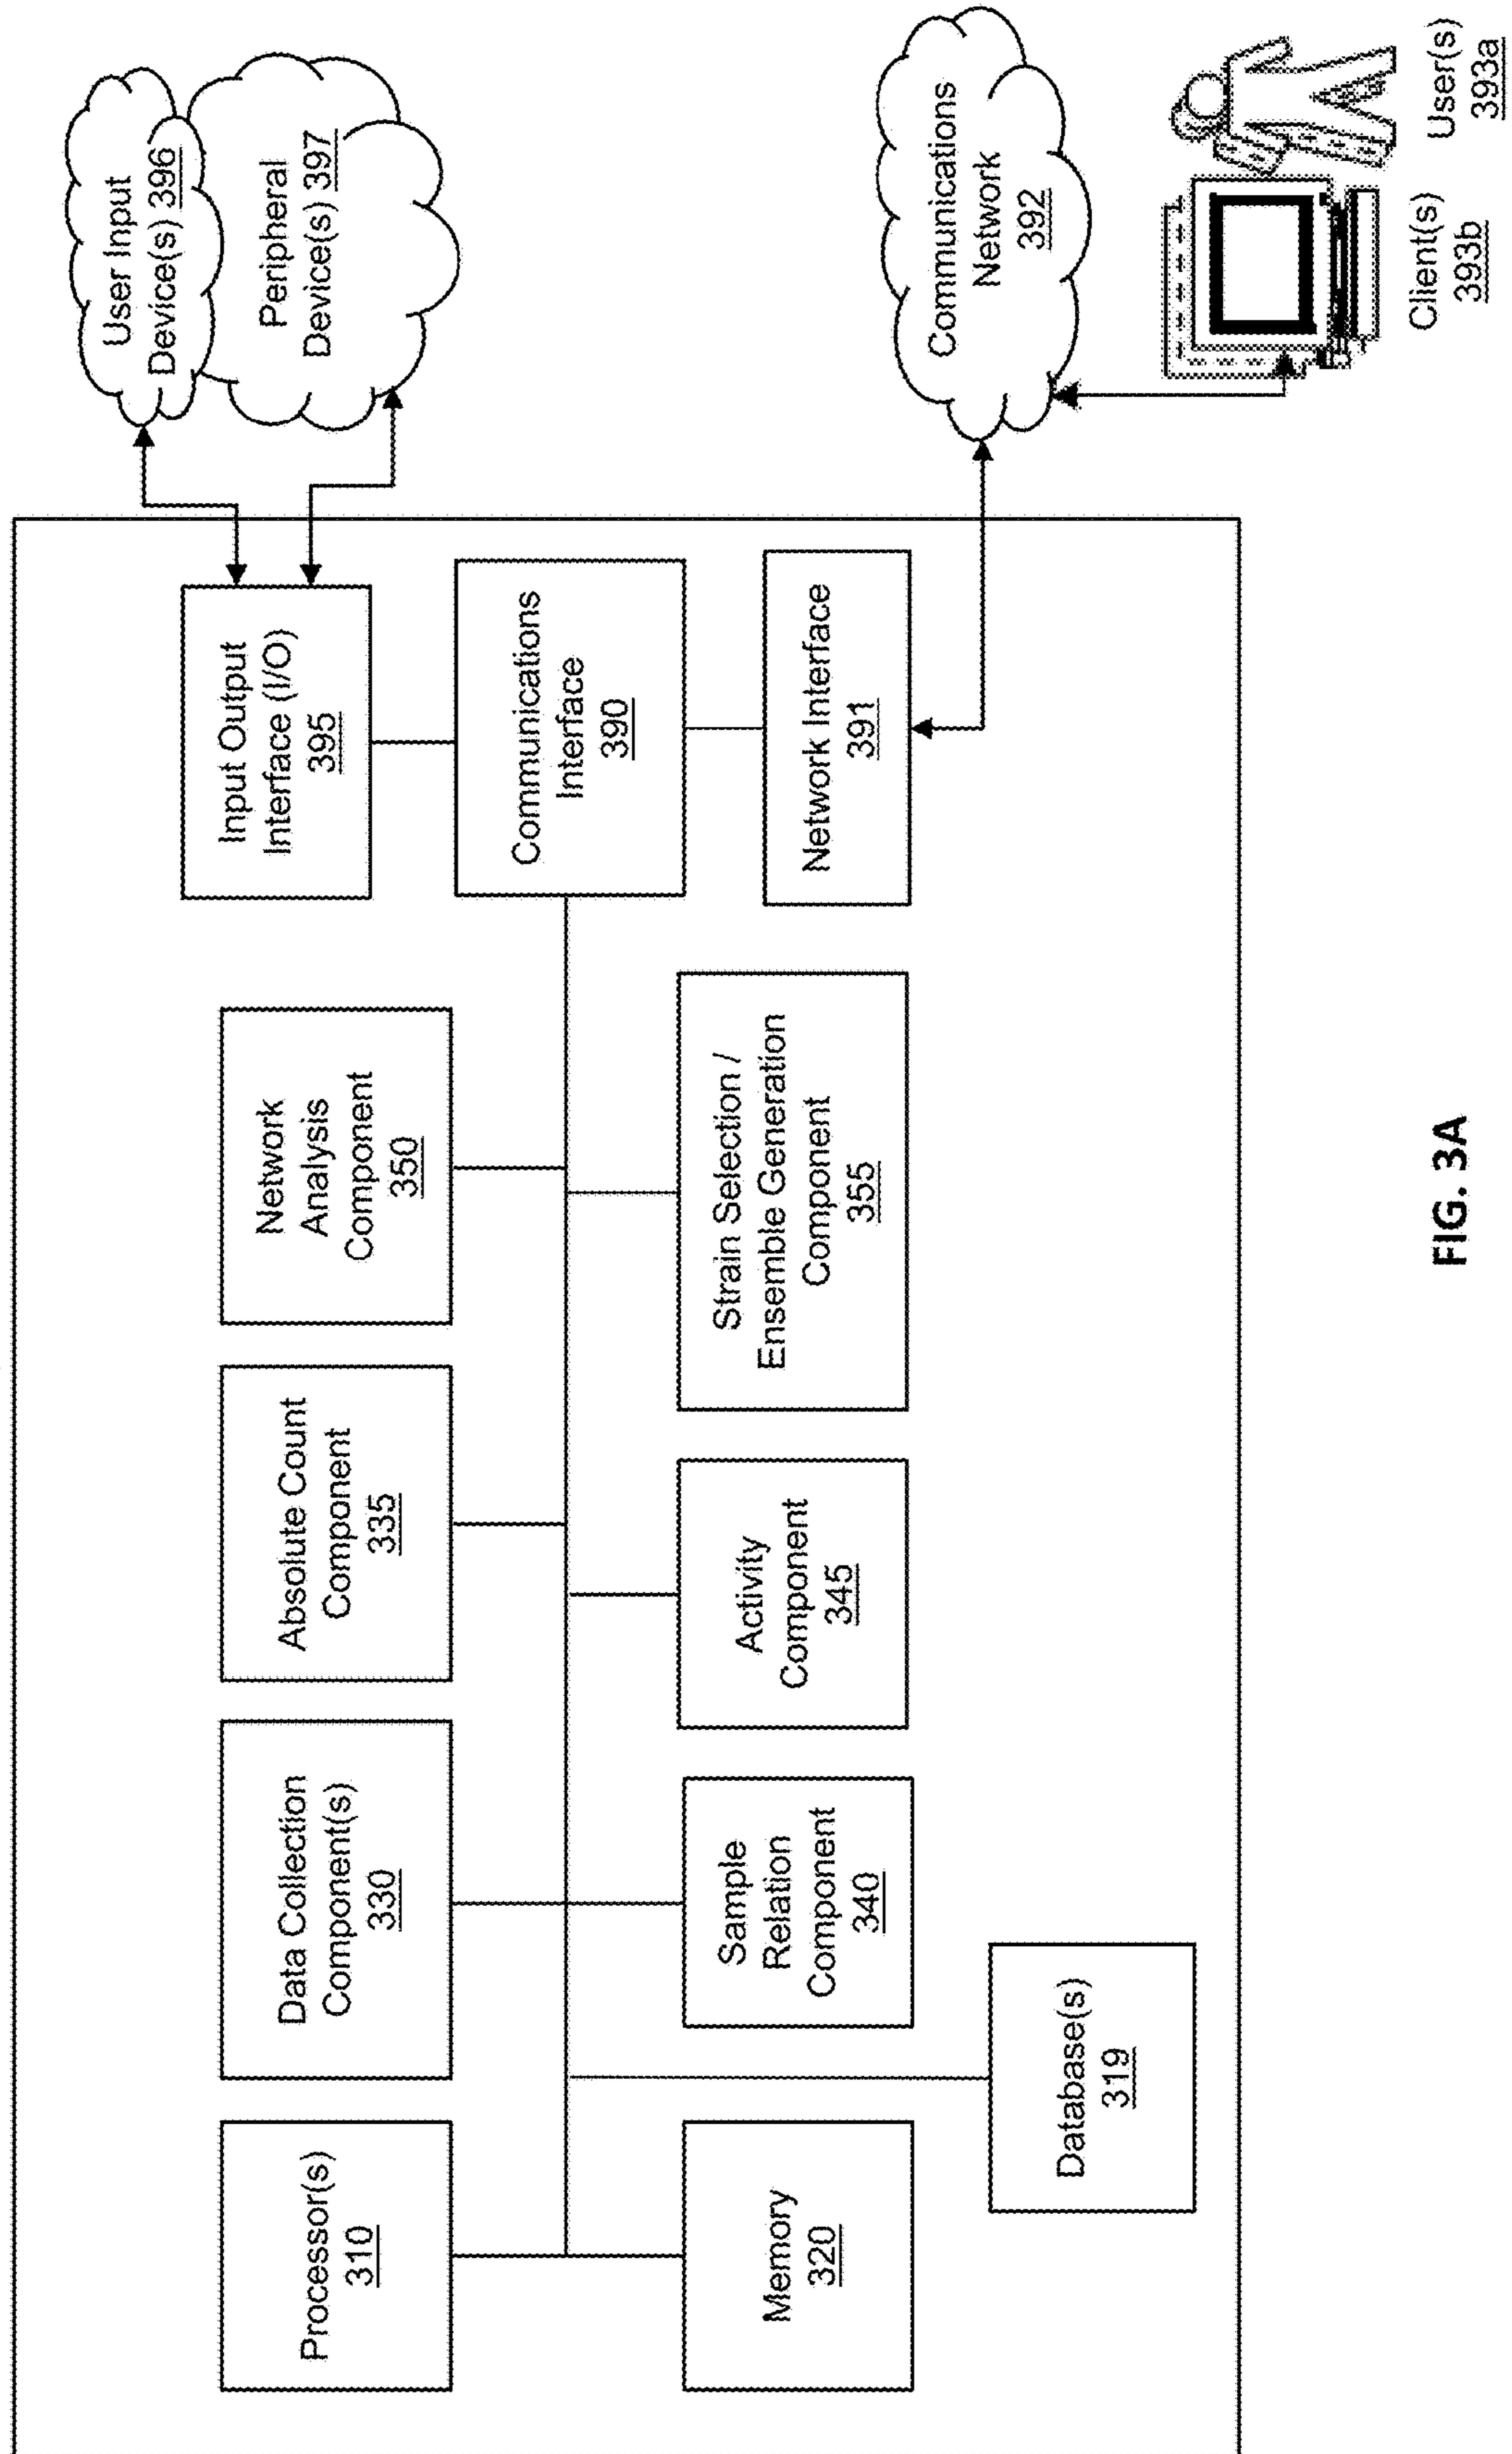 Processor(s)
310
Data Collection
Component(s)
330
Absolute Count
Component
335
Network
Analysis
Component
350
Input Output
Interface (I/O)
395
User Input
Device(s) 396
Peripheral
Device(s) 397
Communications
Interface
390
Memory
320
Sample
Relation
Component
340
Activity
Component
345
Strain Selection /
Ensemble Generation
Component
355
Network Interface
391
Communications
Network
392
Database(s)
319
Client(s)
393b
User(s)
393a
FIG. 3A